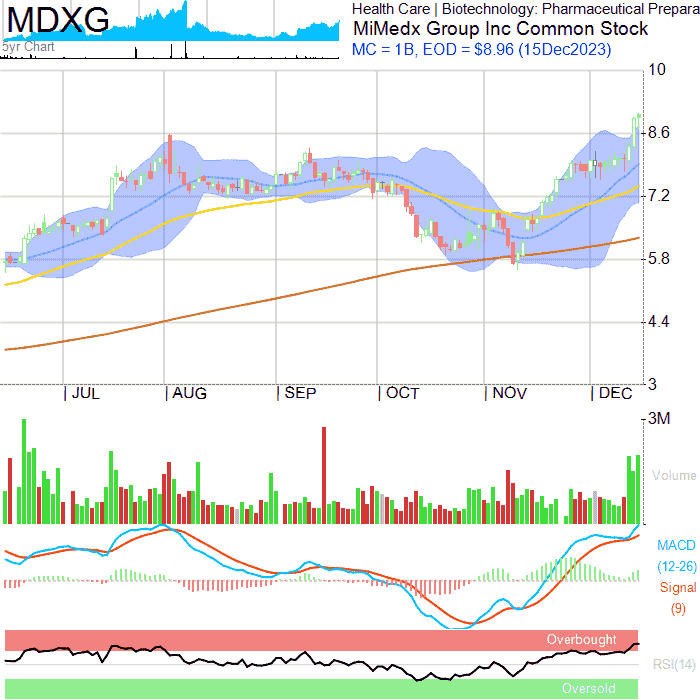 MDXG
5yr Chart
Health Care | Biotechnology: Pharmaceutical Prepara
MiMedx Group Inc Common Stock
MC = 1B, EOD = $8.96 (15Dec2023)
10
8.6
7.2
5.8
4.4
3
| JUL | AUG | SEP | OCT | NOV | DEC
3M
Volume
MACD
(12-26)
Signal
(9)
Overbought
RSI(14)
Oversold